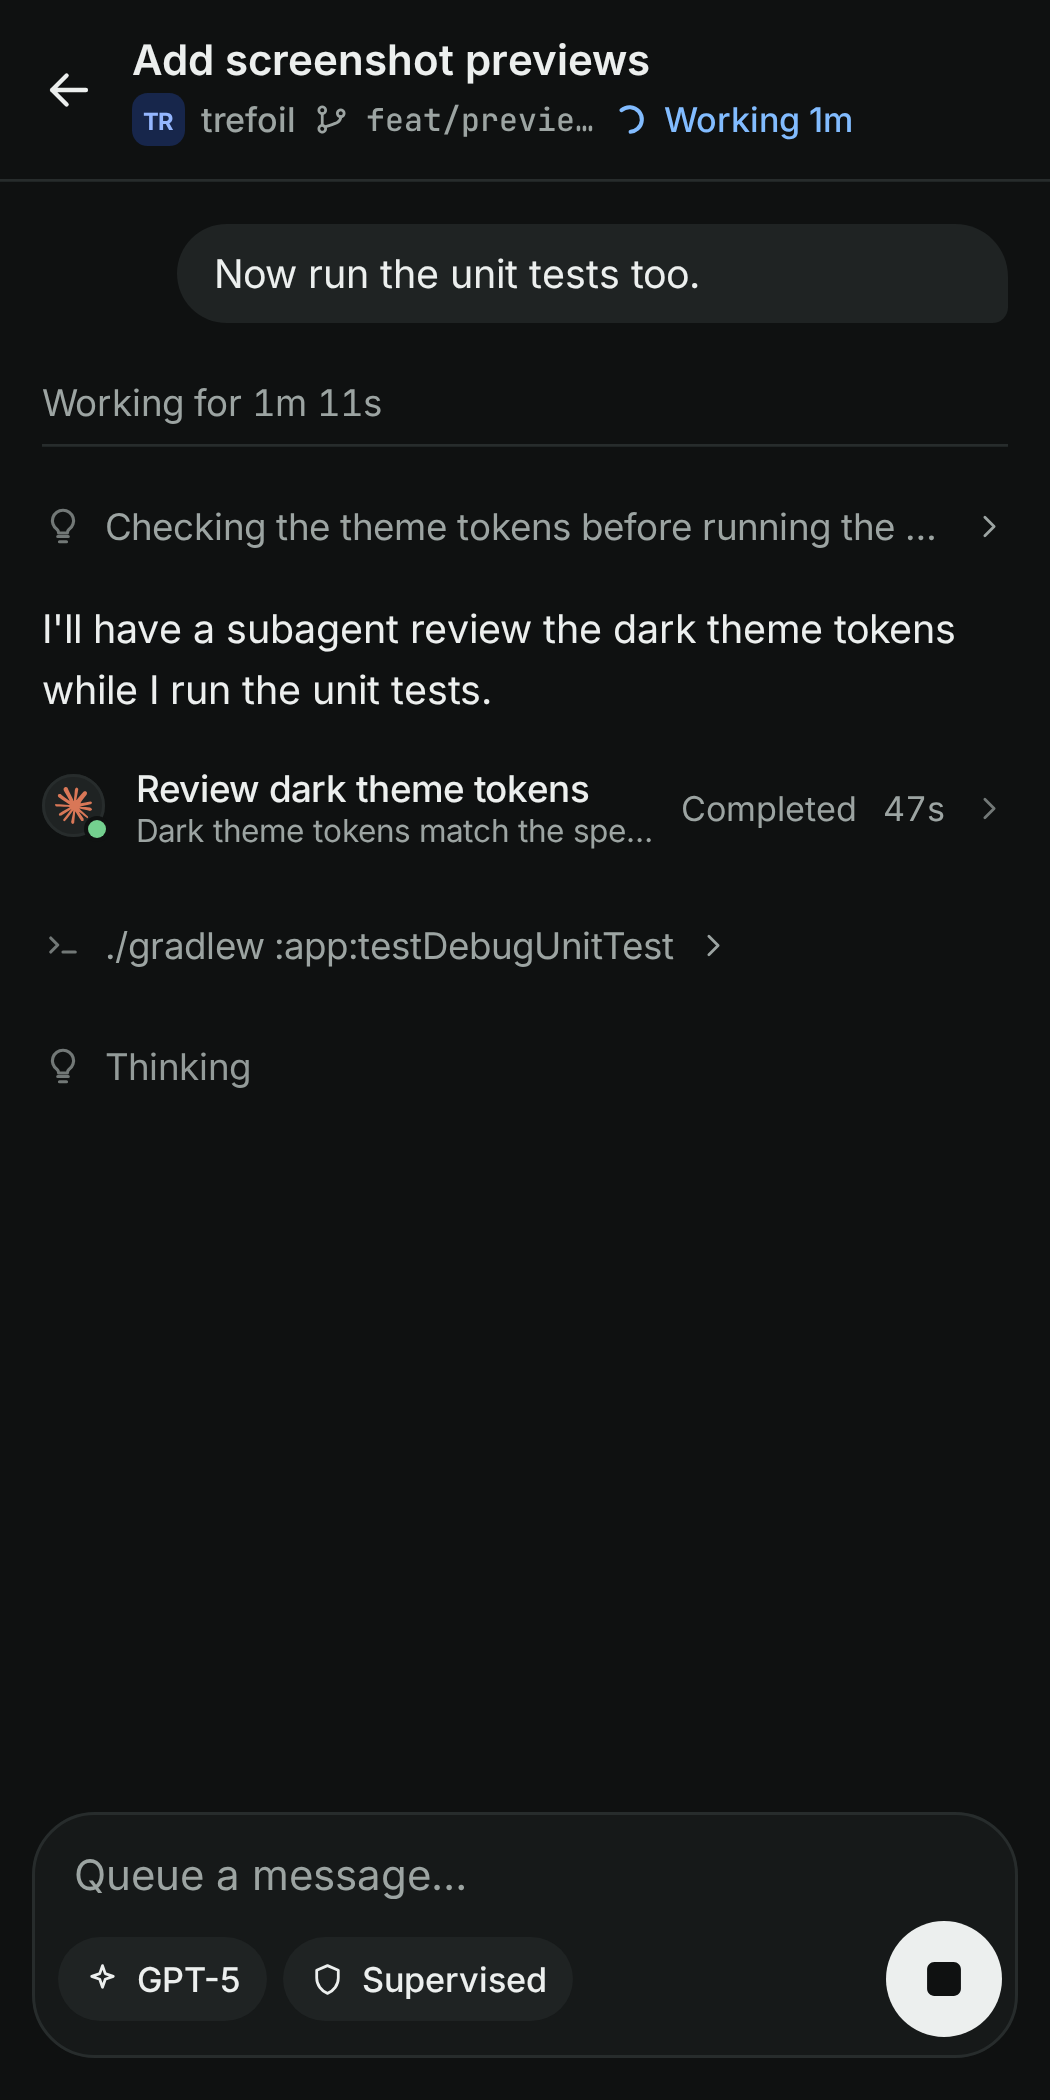 Add screenshot previews
TR trefoil feat/previe… Working 1m
Now run the unit tests too.
Working for 1m 11s
Checking the theme tokens before running the ...
I'll have a subagent review the dark theme tokens
while I run the unit tests.
Review dark theme tokens
Dark theme tokens match the spe...
Completed 47s
./gradlew :app:testDebugUnitTest
Thinking
Queue a message...
GPT-5 Supervised